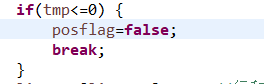 if(tmp<=0) {
posflag=false;
break;
}